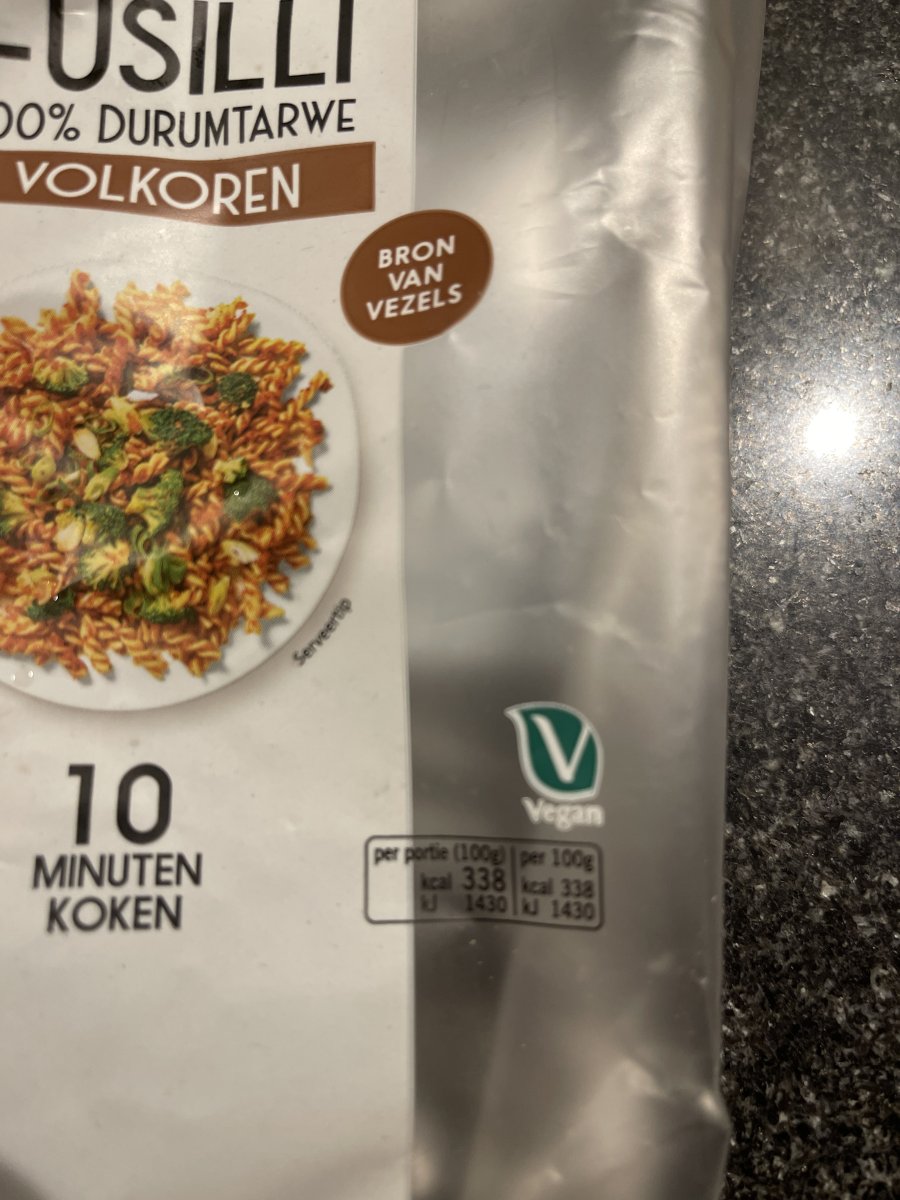 FUSILLI
00% DURUMTARWE
VOLKOREN
BRON
VAN
VEZELS
Serveertip
V
Vegan
10
MINUTEN
KOKEN
per portie (100g) per 100g
kcal 338 kcal 338
kJ 1430 kJ 1430